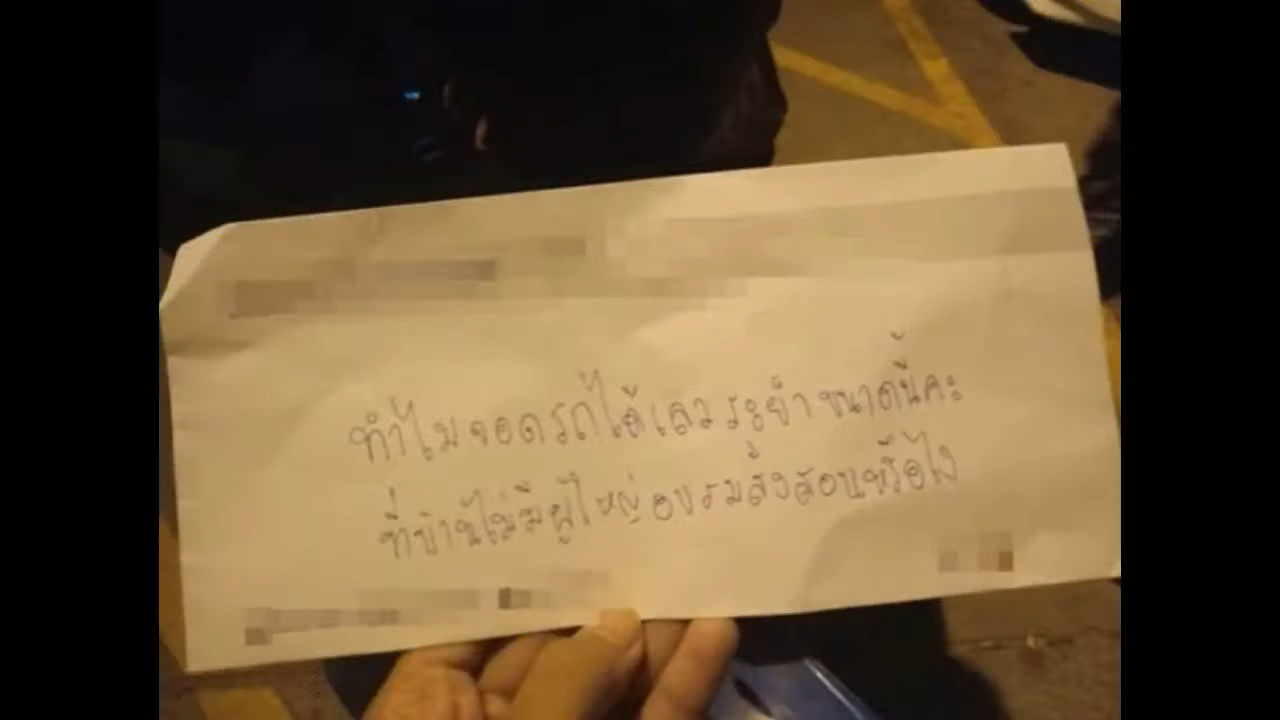 ทำไมจอดรถได้เลวระยำขนาดนี้คะ
ที่บ้านไม่มีผู้ใหญ่อบรมสั่งสอนหรือไง